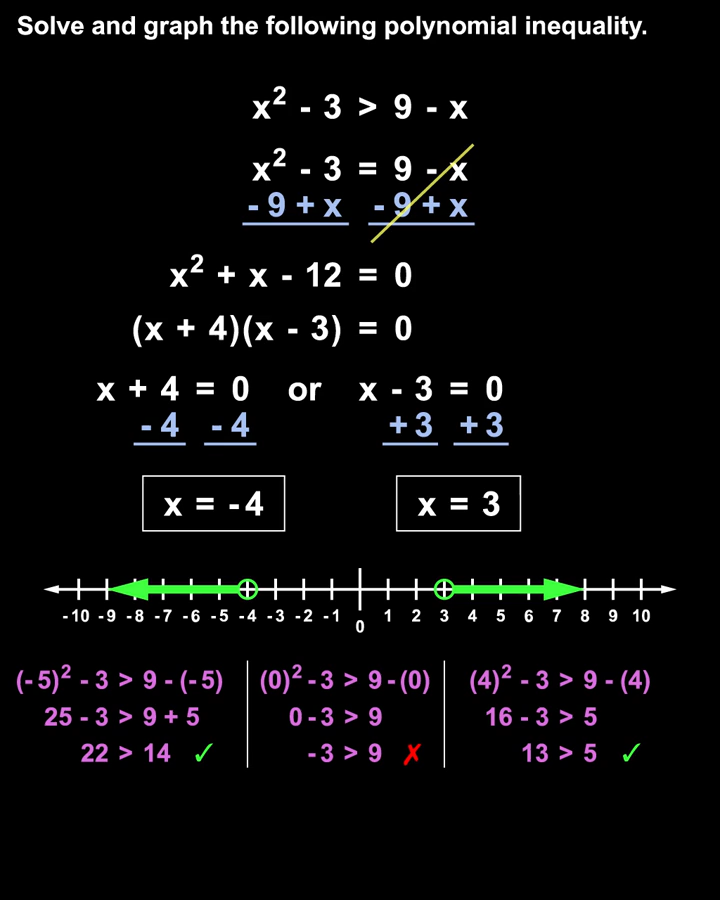 Solve and graph the following polynomial inequality.
x² - 3 > 9 - x
x² - 3 = 9 - x
- 9 + x - 9 + x
x² + x - 12 = 0
(x + 4)(x - 3) = 0
x + 4 = 0 or x - 3 = 0
- 4 - 4 + 3 + 3
x = - 4 x = 3
-10 -9 -8 -7 -6 -5 -4 -3 -2 -1 0 1 2 3 4 5 6 7 8 9 10
(- 5)² - 3 > 9 - (- 5) (0)² - 3 > 9 - (0) (4)² - 3 > 9 - (4)
25 - 3 > 9 + 5 0 - 3 > 9 16 - 3 > 5
22 > 14 ✓ - 3 > 9 ✗ 13 > 5 ✓